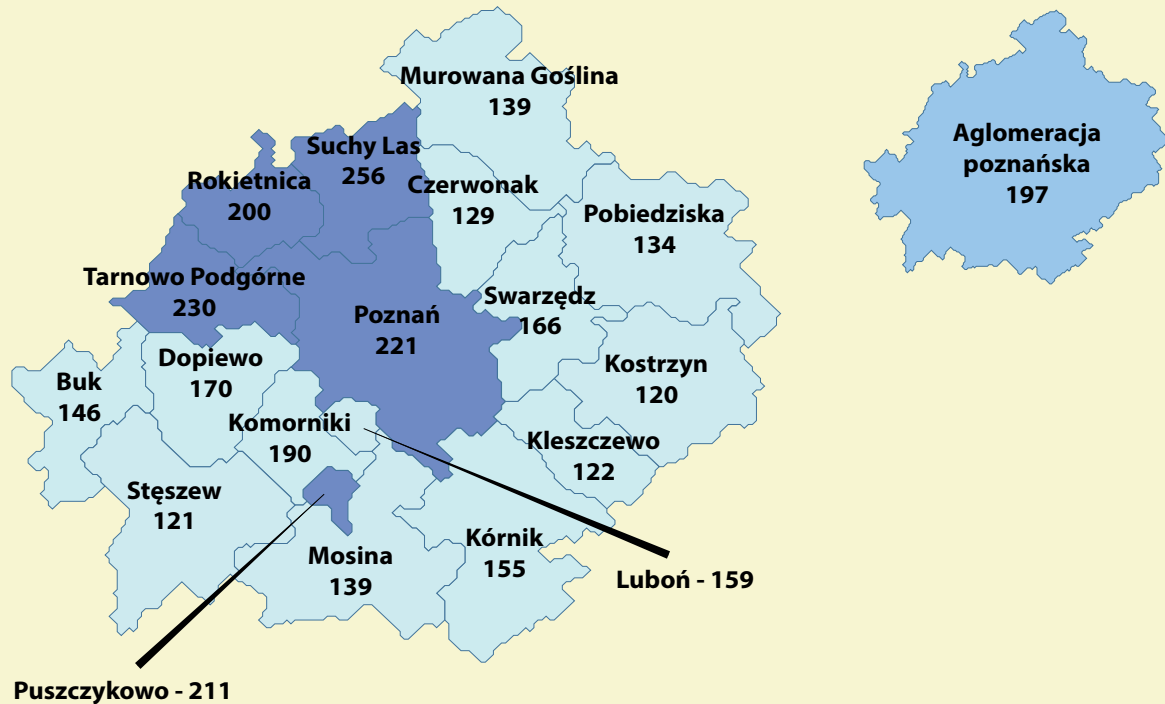 Murowana Goślina
139
Suchy Las
256
Rokietnica
200
Czerwonak
129
Pobiedziska
134
Aglomeracja
poznańska
197
Tarnowo Podgórne
230
Poznań
221
Swarzędz
166
Dopiewo
170
Buk
146
Kostrzyn
120
Komorniki
190
Kleszczewo
122
Stęszew
121
Mosina
139
Kórnik
155
Luboń - 159
Puszczykowo - 211